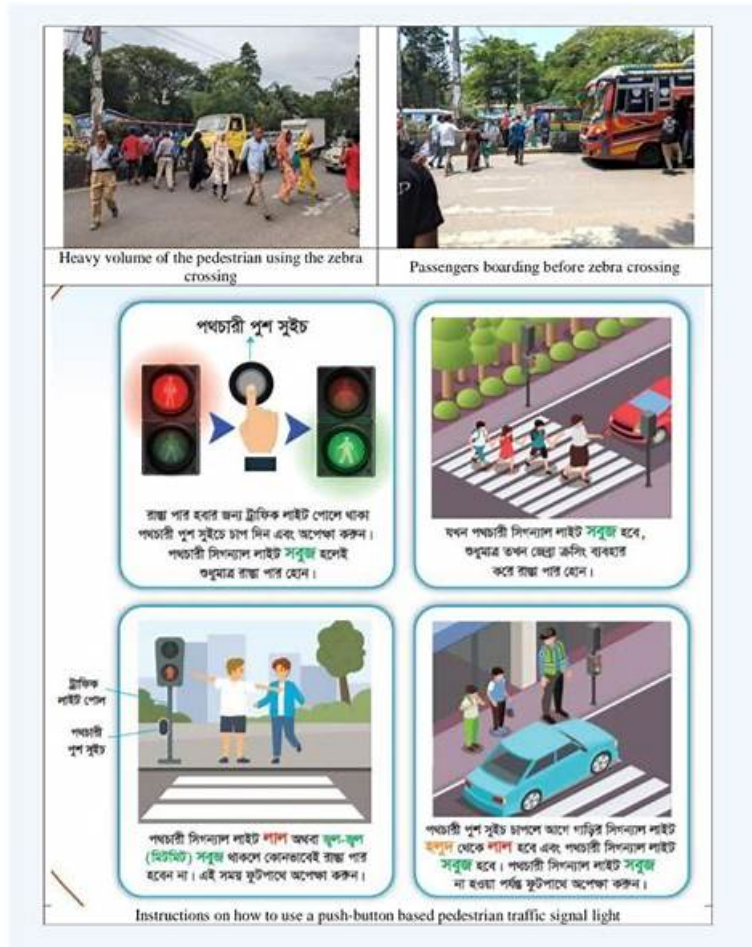 Heavy volume of the pedestrian using the zebra
crossing
Passengers boarding before zebra crossing
পথচারী পুশ সুইচ
রাস্তা পার হবার জন্য ট্রাফিক লাইট পোলে থাকা
পথচারী পুশ সুইচে চাপ দিন এবং অপেক্ষা করুন।
পথচারী সিগন্যাল লাইট সবুজ হলেই
শুধুমাত্র রাস্তা পার হোন।
যখন পথচারী সিগন্যাল লাইট সবুজ হবে,
শুধুমাত্র তখন জেব্রা ক্রসিং ব্যবহার
করে রাস্তা পার হোন।
ট্রাফিক
লাইট পোল
পথচারী
পুশ সুইচ
পথচারী সিগন্যাল লাইট লাল অথবা জ্বল-জ্বল
(মিটমিট) সবুজ থাকলে কোনভাবেই রাস্তা পার
হবেন না। এই সময় ফুটপাথে অপেক্ষা করুন।
পথচারী পুশ সুইচ চাপলে আগে গাড়ির সিগন্যাল লাইট
হলুদ থেকে লাল হবে এবং পথচারী সিগন্যাল লাইট
সবুজ হবে। পথচারী সিগন্যাল লাইট সবুজ
না হওয়া পর্যন্ত ফুটপাথে অপেক্ষা করুন।
Instructions on how to use a push-button based pedestrian traffic signal light